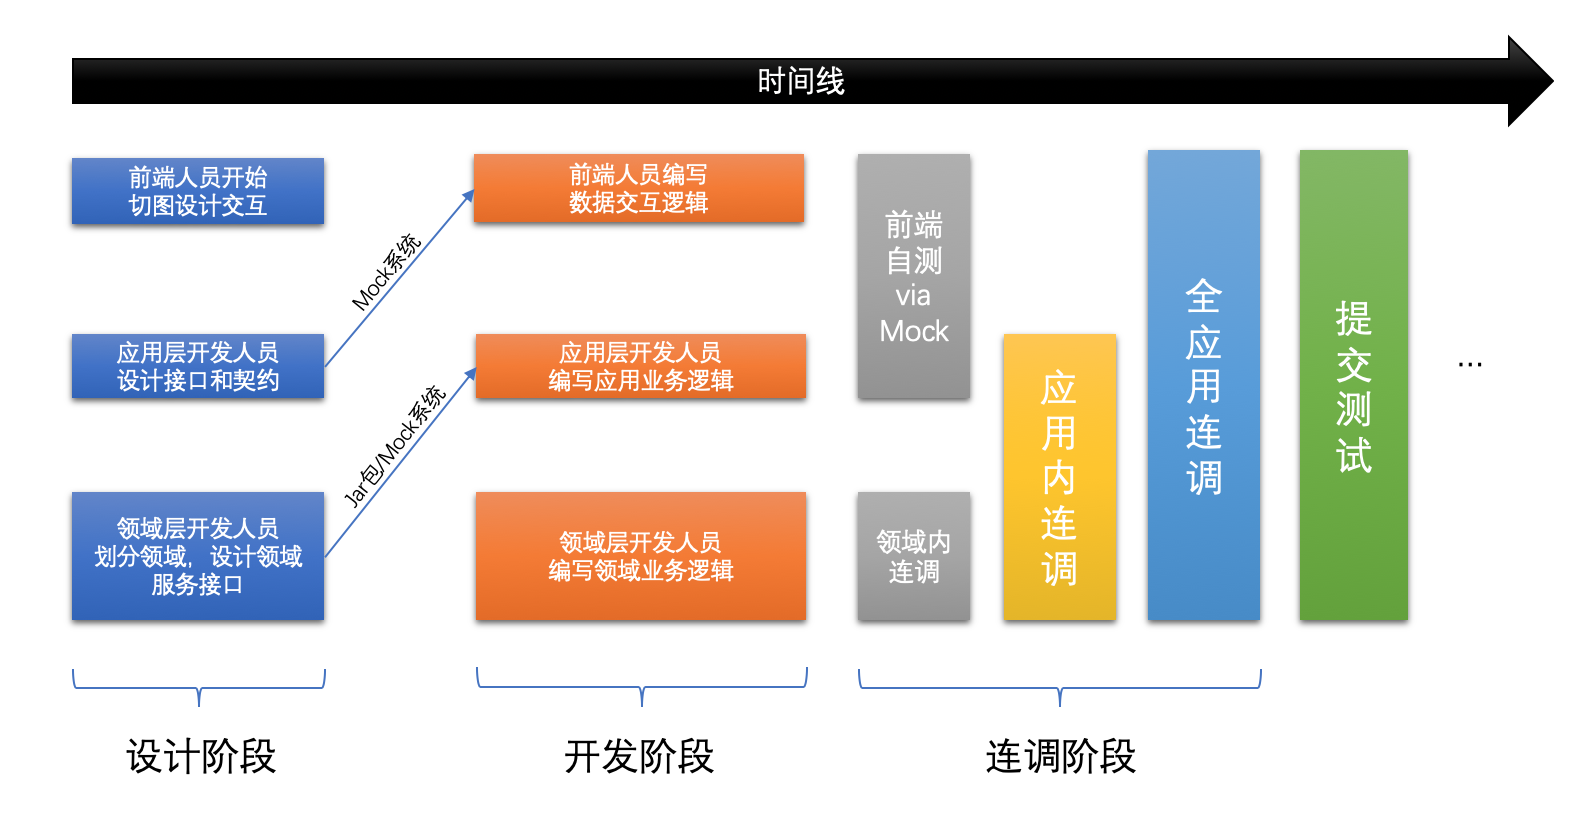 时间线
前端人员开始
切图设计交互
前端人员编写
数据交互逻辑
Mock系统
应用层开发人员
设计接口和契约
应用层开发人员
编写应用业务逻辑
Jar包/Mock系统
领域层开发人员
划分领域，设计领域
服务接口
领域层开发人员
编写领域业务逻辑
前端
自测
via
Mock
领域内
连调
应
用
内
连
调
全
应
用
连
调
提
交
测
试
...
设计阶段
开发阶段
连调阶段